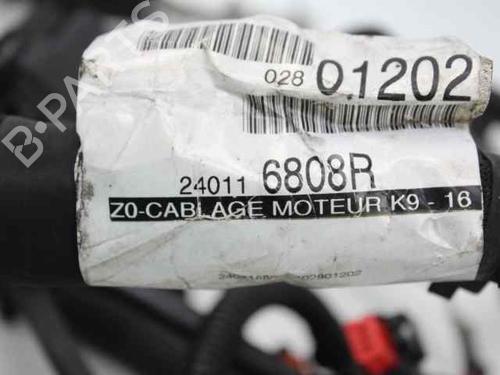 028 01202
24011 6808R
Z0-CABLAGE MOTEUR K9 - 16
B-PARTS